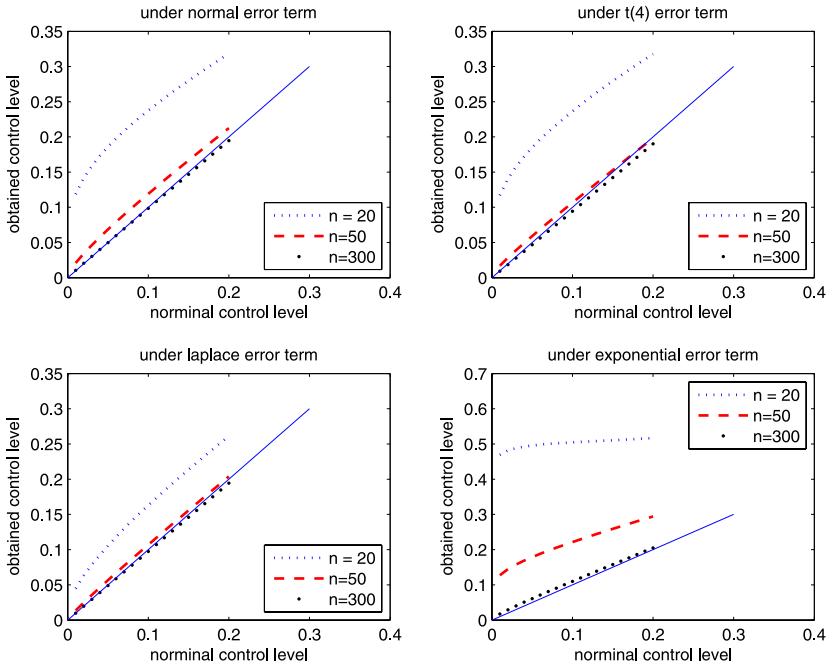 under normal error term
0.35
0.3
0.25
0.2
0.15
0.1
0.05
0
obtained control level
n = 20
n=50
n=300
0 0.1 0.2 0.3 0.4
norminal control level
under t(4) error term
0.35
0.3
0.25
0.2
0.15
0.1
0.05
0
obtained control level
n = 20
n=50
n=300
0 0.1 0.2 0.3 0.4
norminal control level
under laplace error term
0.35
0.3
0.25
0.2
0.15
0.1
0.05
0
obtained control level
n = 20
n=50
n=300
0 0.1 0.2 0.3 0.4
norminal control level
under exponential error term
0.7
0.6
0.5
0.4
0.3
0.2
0.1
0
obtained control level
n = 20
n=50
n=300
0 0.1 0.2 0.3 0.4
norminal control level